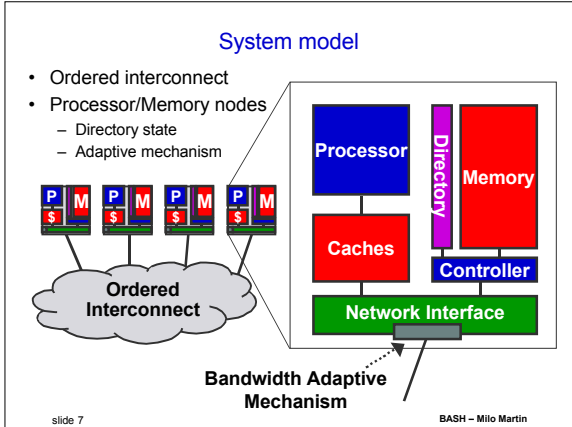 System model
• Ordered interconnect
• Processor/Memory nodes
– Directory state
– Adaptive mechanism
P
M
$
P
M
$
P
M
$
P
M
$
Ordered
Interconnect
Processor
Caches
Directory
Memory
Controller
Network Interface
Bandwidth Adaptive
Mechanism
slide 7
BASH – Milo Martin